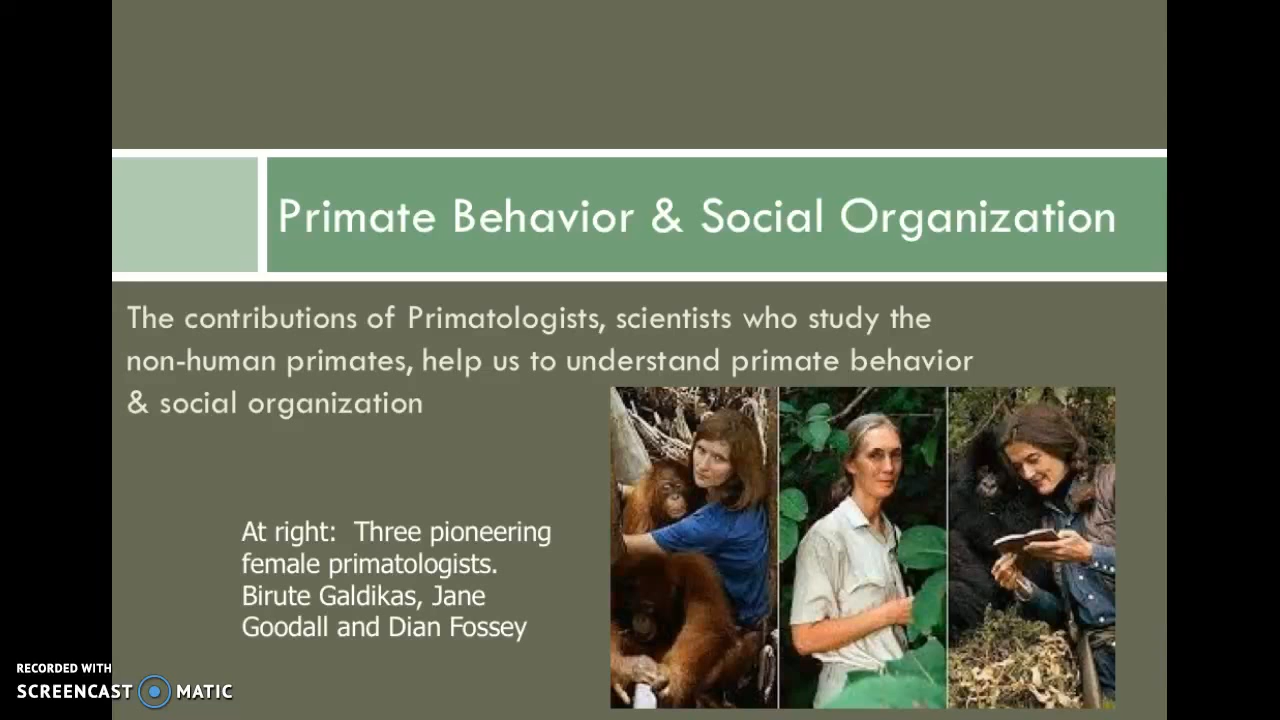 Primate Behavior & Social Organization
The contributions of Primatologists, scientists who study the
non-human primates, help us to understand primate behavior
& social organization
At right:  Three pioneering
female primatologists.
Birute Galdikas, Jane
Goodall and Dian Fossey
RECORDED WITH
SCREENCAST MATIC